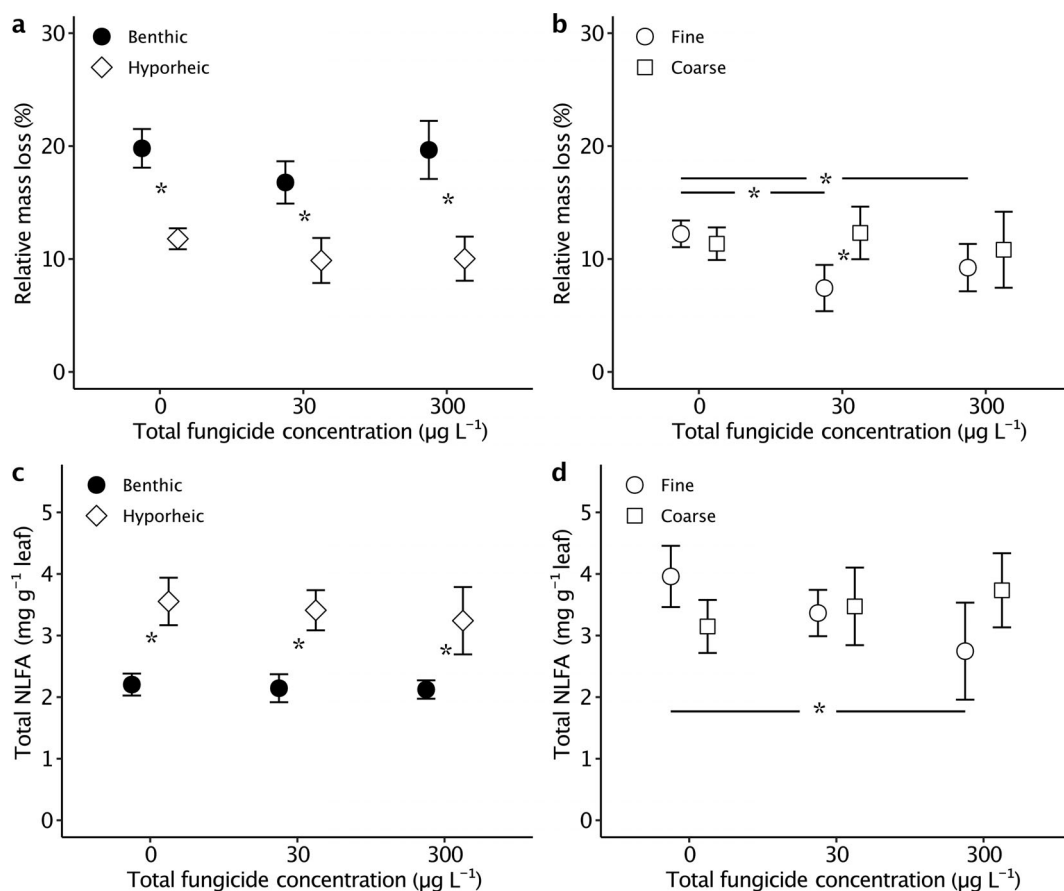 a
Benthic
Hyporheic
30
20
10
0
Relative mass loss (%)
*
*
*
0
30
300
Total fungicide concentration (µg L⁻¹)
b
Fine
Coarse
30
20
10
0
Relative mass loss (%)
*
*
*
0
30
300
Total fungicide concentration (µg L⁻¹)
c
Benthic
Hyporheic
5
4
3
2
1
0
Total NLFA (mg g⁻¹ leaf)
*
*
*
0
30
300
Total fungicide concentration (µg L⁻¹)
d
Fine
Coarse
5
4
3
2
1
0
Total NLFA (mg g⁻¹ leaf)
*
0
30
300
Total fungicide concentration (µg L⁻¹)